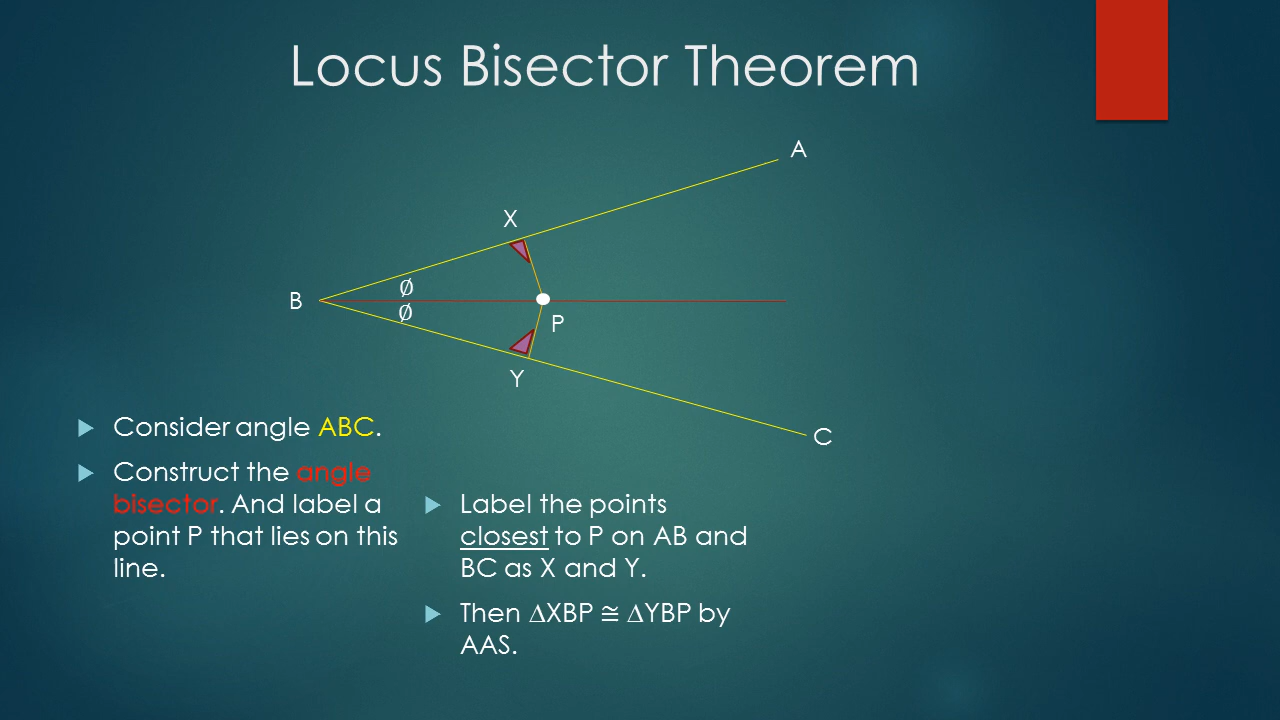 Locus Bisector Theorem
A
X
B
Ø
Ø
P
Y
C
Consider angle ABC.
Construct the angle
bisector. And label a
point P that lies on this
line.
Label the points
closest to P on AB and
BC as X and Y.
Then ∆XBP ≅ ∆YBP by
AAS.